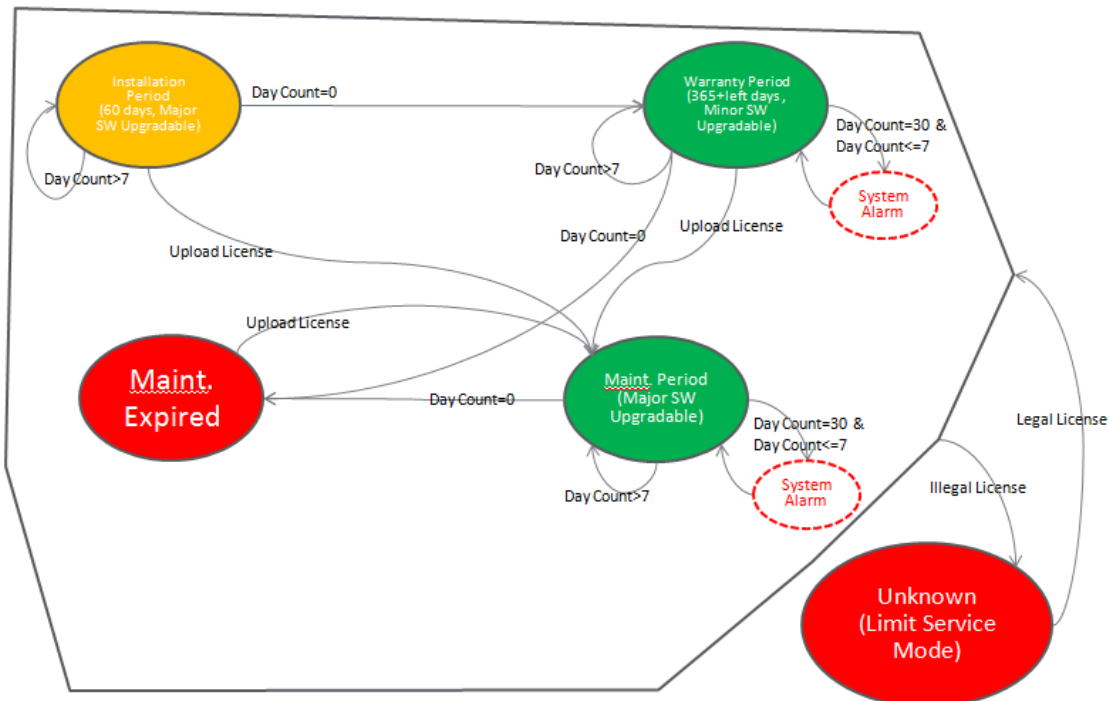 Installation
Period
(60 days, Major
SW Upgradable)
Day Count=0
Warranty Period
(365+left days ,
Minor SW
Upgradable)
Day Count=30 &
Day Count<=7
Day Count>7
Day Count>7
System
Alarm
Upload License
Day Count=0
Upload License
Upload License
Maint.
Expired
Day Count=0
Maint. Period
(Major SW
Upgradable)
Day Count=30 &
Day Count<=7
Legal License
Day Count>7
System
Alarm
Illegal License
Unknown
(Limit Service
Mode)